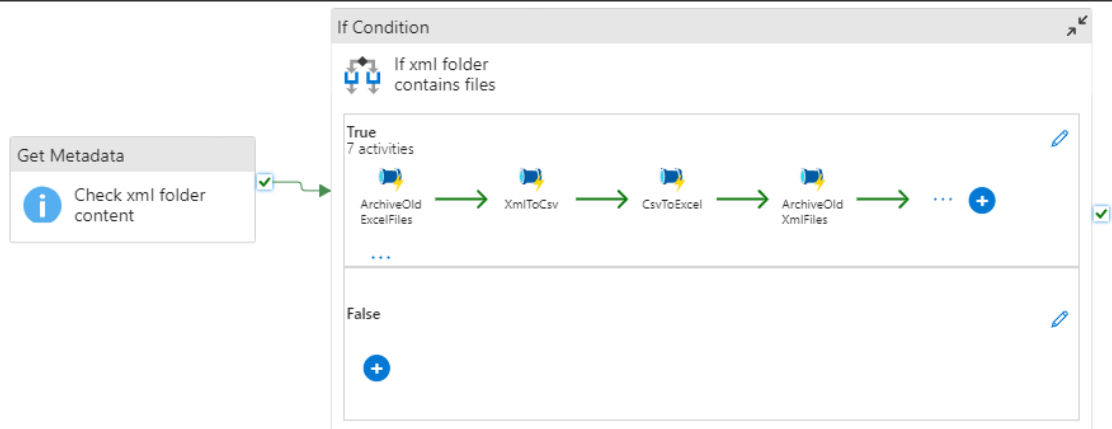 If Condition
If xml folder
contains files
Get Metadata
Check xml folder
content
True
7 activities
ArchiveOld
ExcelFiles
XmlToCsv
CsvToExcel
ArchiveOld
XmlFiles
...
...
False